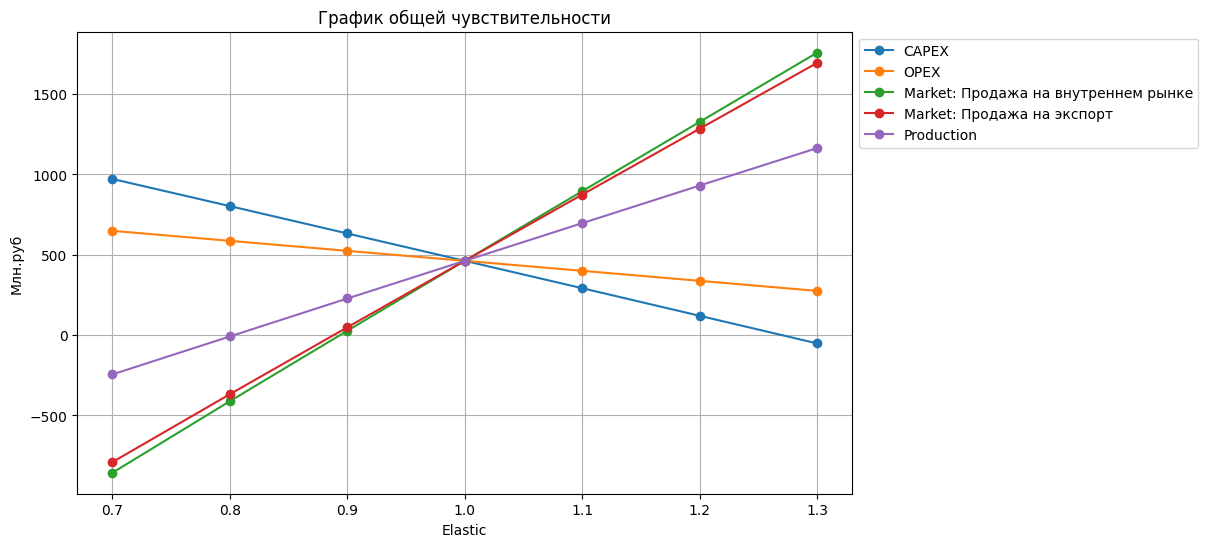 График общей чувствительности
Млн.руб
1500
1000
500
0
−500
0.7 0.8 0.9 1.0 1.1 1.2 1.3
Elastic
CAPEX
OPEX
Market: Продажа на внутреннем рынке
Market: Продажа на экспорт
Production